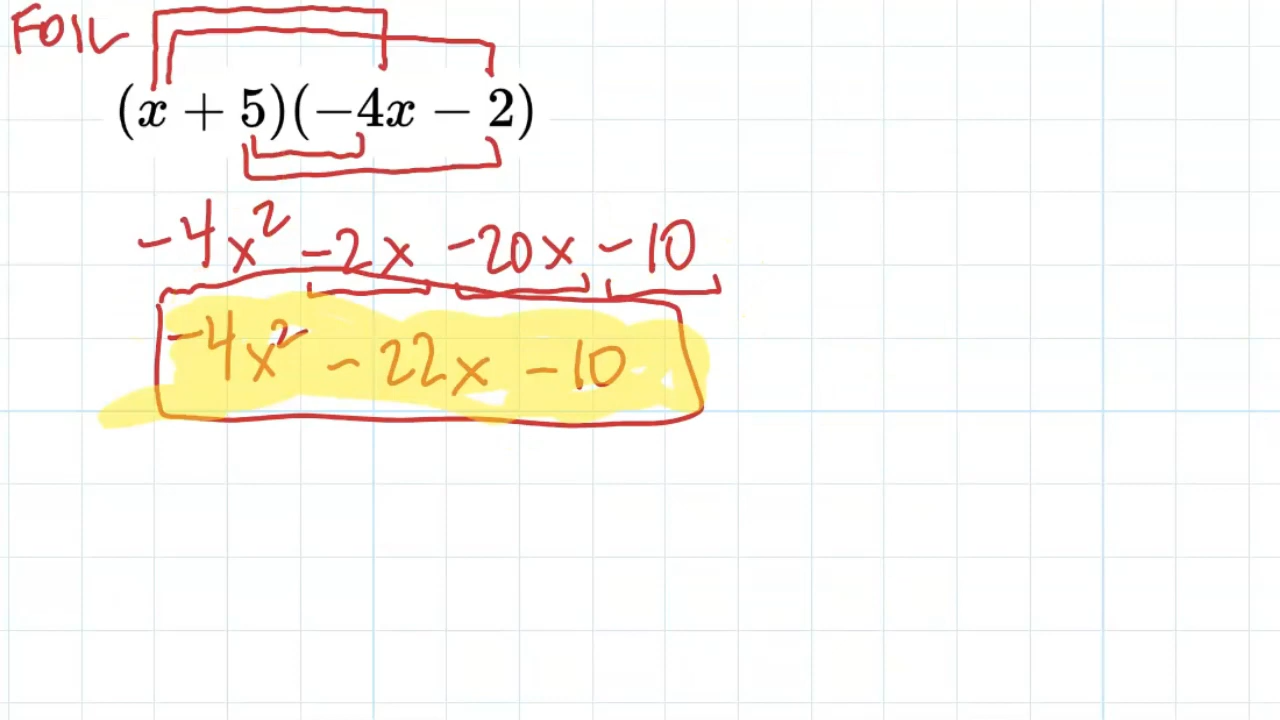 FOIL
(x + 5)(−4x − 2)
-4x² -2x -20x -10
-4x² - 22x - 10